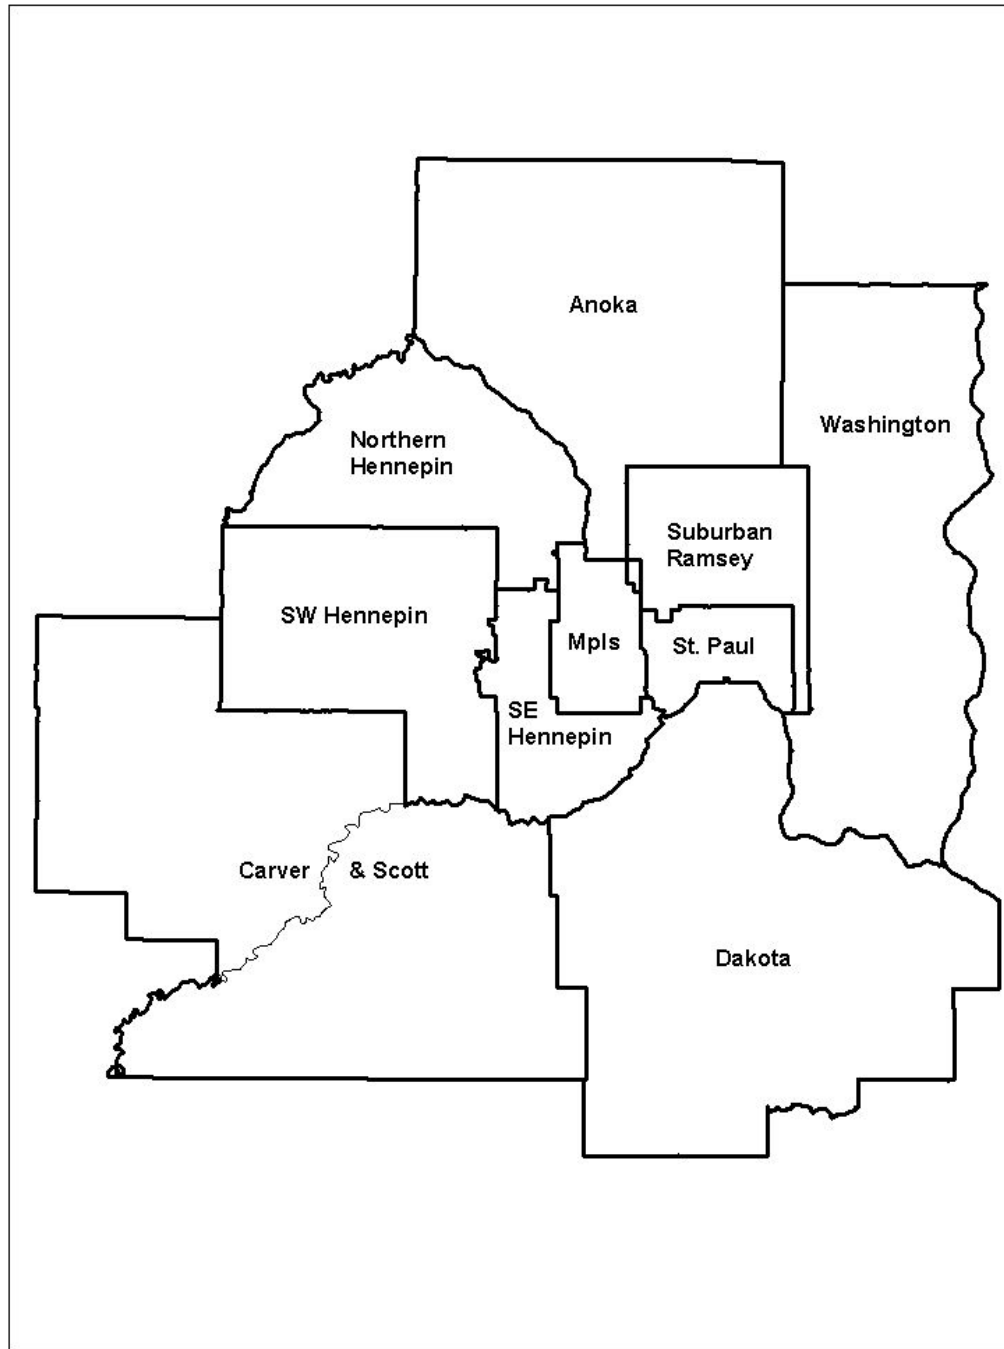 Anoka
Washington
Northern
Hennepin
Suburban
Ramsey
SW Hennepin
Mpls
St. Paul
SE
Hennepin
Carver & Scott
Dakota